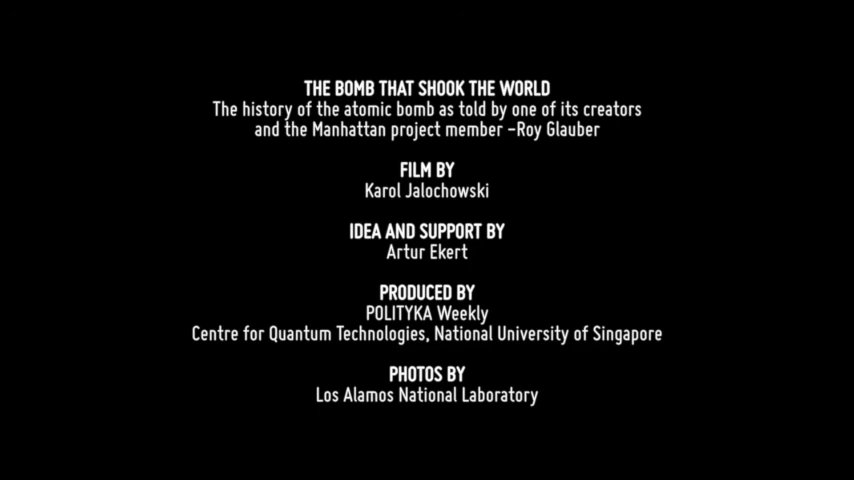 THE BOMB THAT SHOOK THE WORLD
The history of the atomic bomb as told by one of its creators
and the Manhattan project member –Roy Glauber
FILM BY
Karol Jalochowski
IDEA AND SUPPORT BY
Artur Ekert
PRODUCED BY
POLITYKA Weekly
Centre for Quantum Technologies, National University of Singapore
PHOTOS BY
Los Alamos National Laboratory